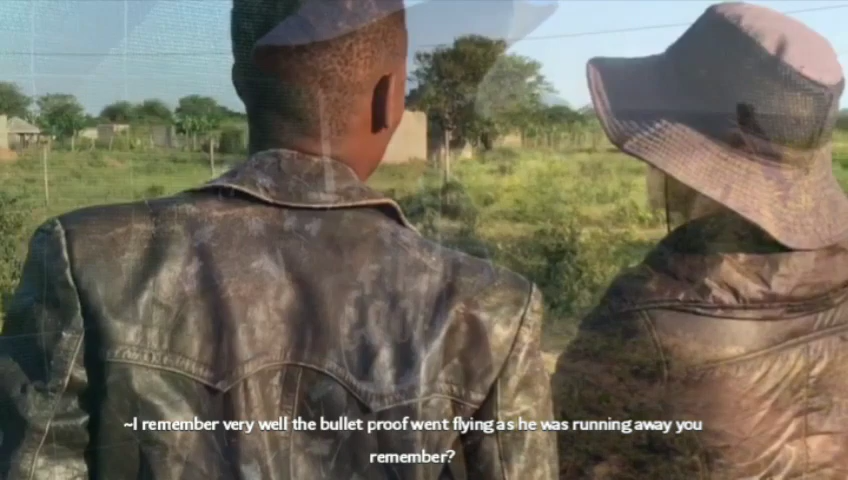 ~I remember very well the bullet proof went flying as he was running away you
remember?